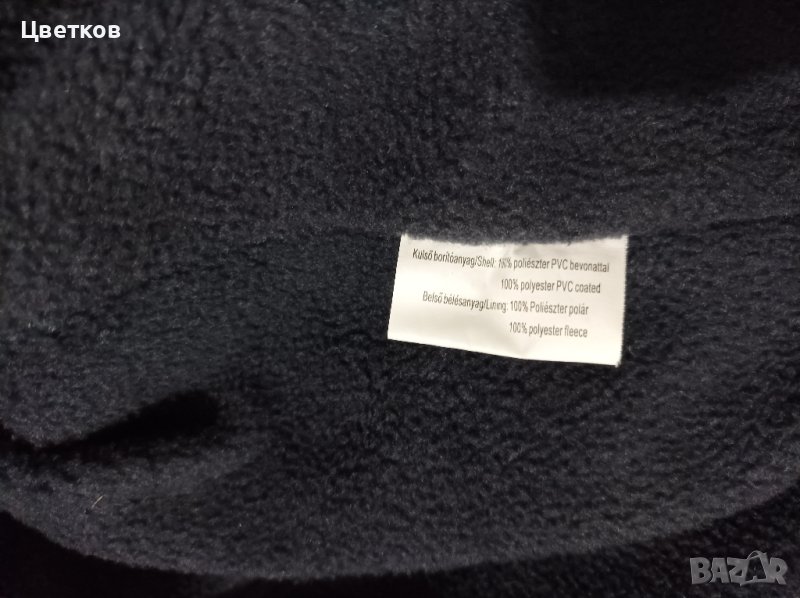 Цветков
Külső borítóanyag/Shell: 100% poliészter PVC bevonattal
100% polyester PVC coated
Belső bélésanyag/Lining: 100% Poliészter polár
100% polyester fleece
BAZAR